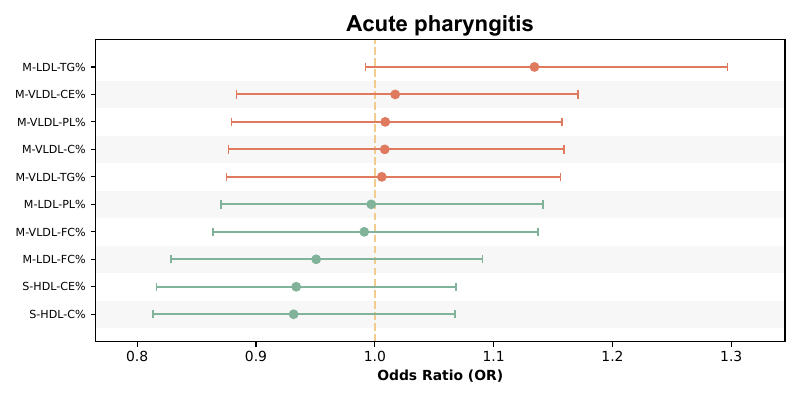 Acute pharyngitis
M-LDL-TG%
M-VLDL-CE%
M-VLDL-PL%
M-VLDL-C%
M-VLDL-TG%
M-LDL-PL%
M-VLDL-FC%
M-LDL-FC%
S-HDL-CE%
S-HDL-C%
0.8 0.9 1.0 1.1 1.2 1.3
Odds Ratio (OR)